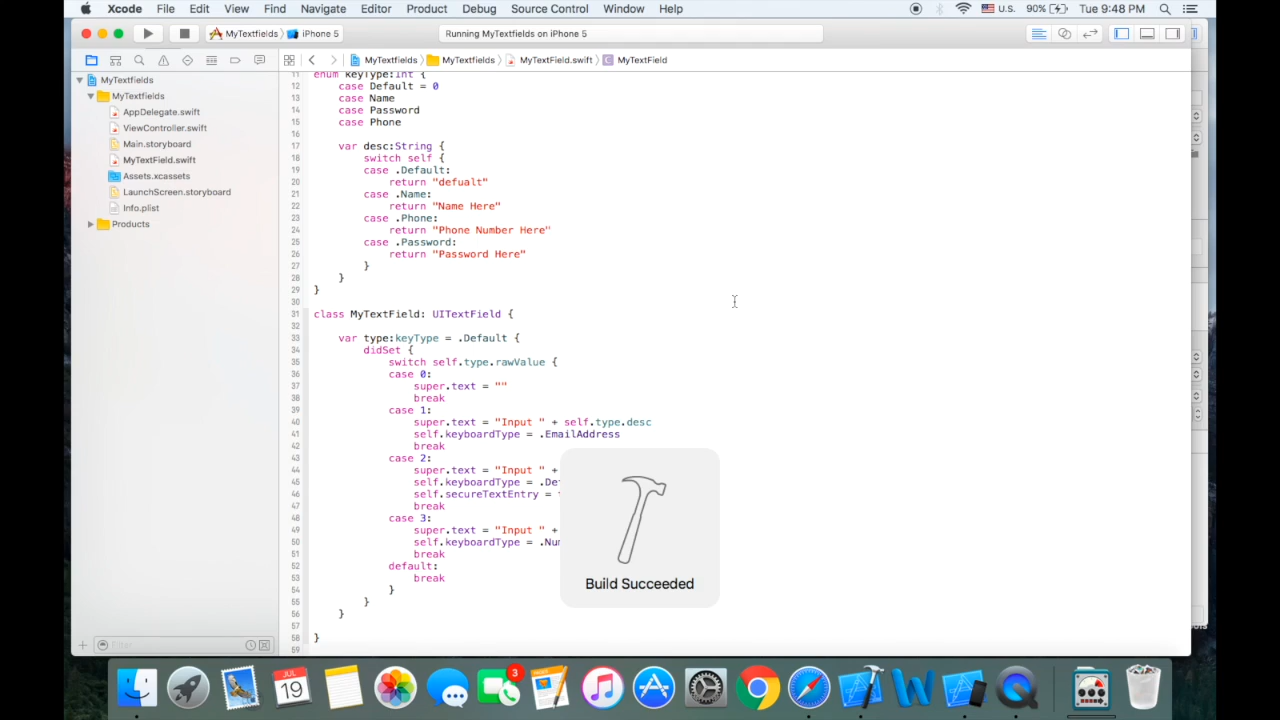 Xcode File Edit View Find Navigate Editor Product Debug Source Control Window Help U.S. 90% Tue 9:48 PM
MyTextfields iPhone 5 Running MyTextfields on iPhone 5
MyTextfields MyTextfields MyTextField.swift MyTextField
MyTextfields
MyTextfields
AppDelegate.swift
ViewController.swift
Main.storyboard
MyTextField.swift
Assets.xcassets
LaunchScreen.storyboard
Info.plist
Products
Filter
11 enum keyType:Int {
12 case Default = 0
13 case Name
14 case Password
15 case Phone
16
17 var desc:String {
18 switch self {
19 case .Default:
20 return "defualt"
21 case .Name:
22 return "Name Here"
23 case .Phone:
24 return "Phone Number Here"
25 case .Password:
26 return "Password Here"
27 }
28 }
29 }
30
31 class MyTextField: UITextField {
32
33 var type:keyType = .Default {
34 didSet {
35 switch self.type.rawValue {
36 case 0:
37 super.text = ""
38 break
39 case 1:
40 super.text = "Input " + self.type.desc
41 self.keyboardType = .EmailAddress
42 break
43 case 2:
44 super.text = "Input " +
45 self.keyboardType = .De
46 self.secureTextEntry =
47 break
48 case 3:
49 super.text = "Input " +
50 self.keyboardType = .Nu
51 break
52 default:
53 break
54 }
55 }
56 }
57
58 }
59
Build Succeeded
JUL
19
3